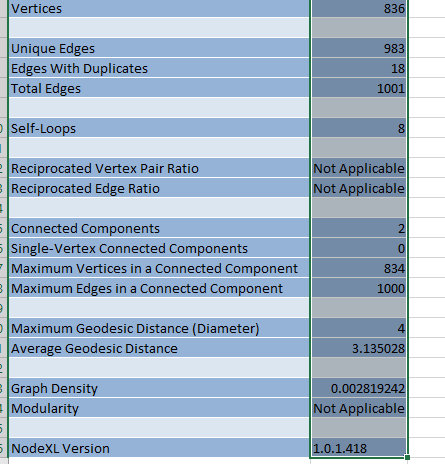 Vertices 836
Unique Edges 983
Edges With Duplicates 18
Total Edges 1001
Self-Loops 8
Reciprocated Vertex Pair Ratio Not Applicable
Reciprocated Edge Ratio Not Applicable
Connected Components 2
Single-Vertex Connected Components 0
Maximum Vertices in a Connected Component 834
Maximum Edges in a Connected Component 1000
Maximum Geodesic Distance (Diameter) 4
Average Geodesic Distance 3.135028
Graph Density 0.002819242
Modularity Not Applicable
NodeXL Version 1.0.1.418